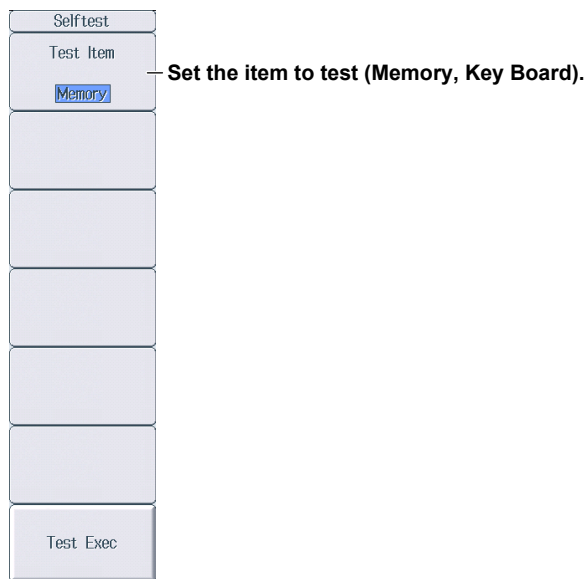 Selftest
Test Item
Memory
Set the item to test (Memory, Key Board).
Test Exec